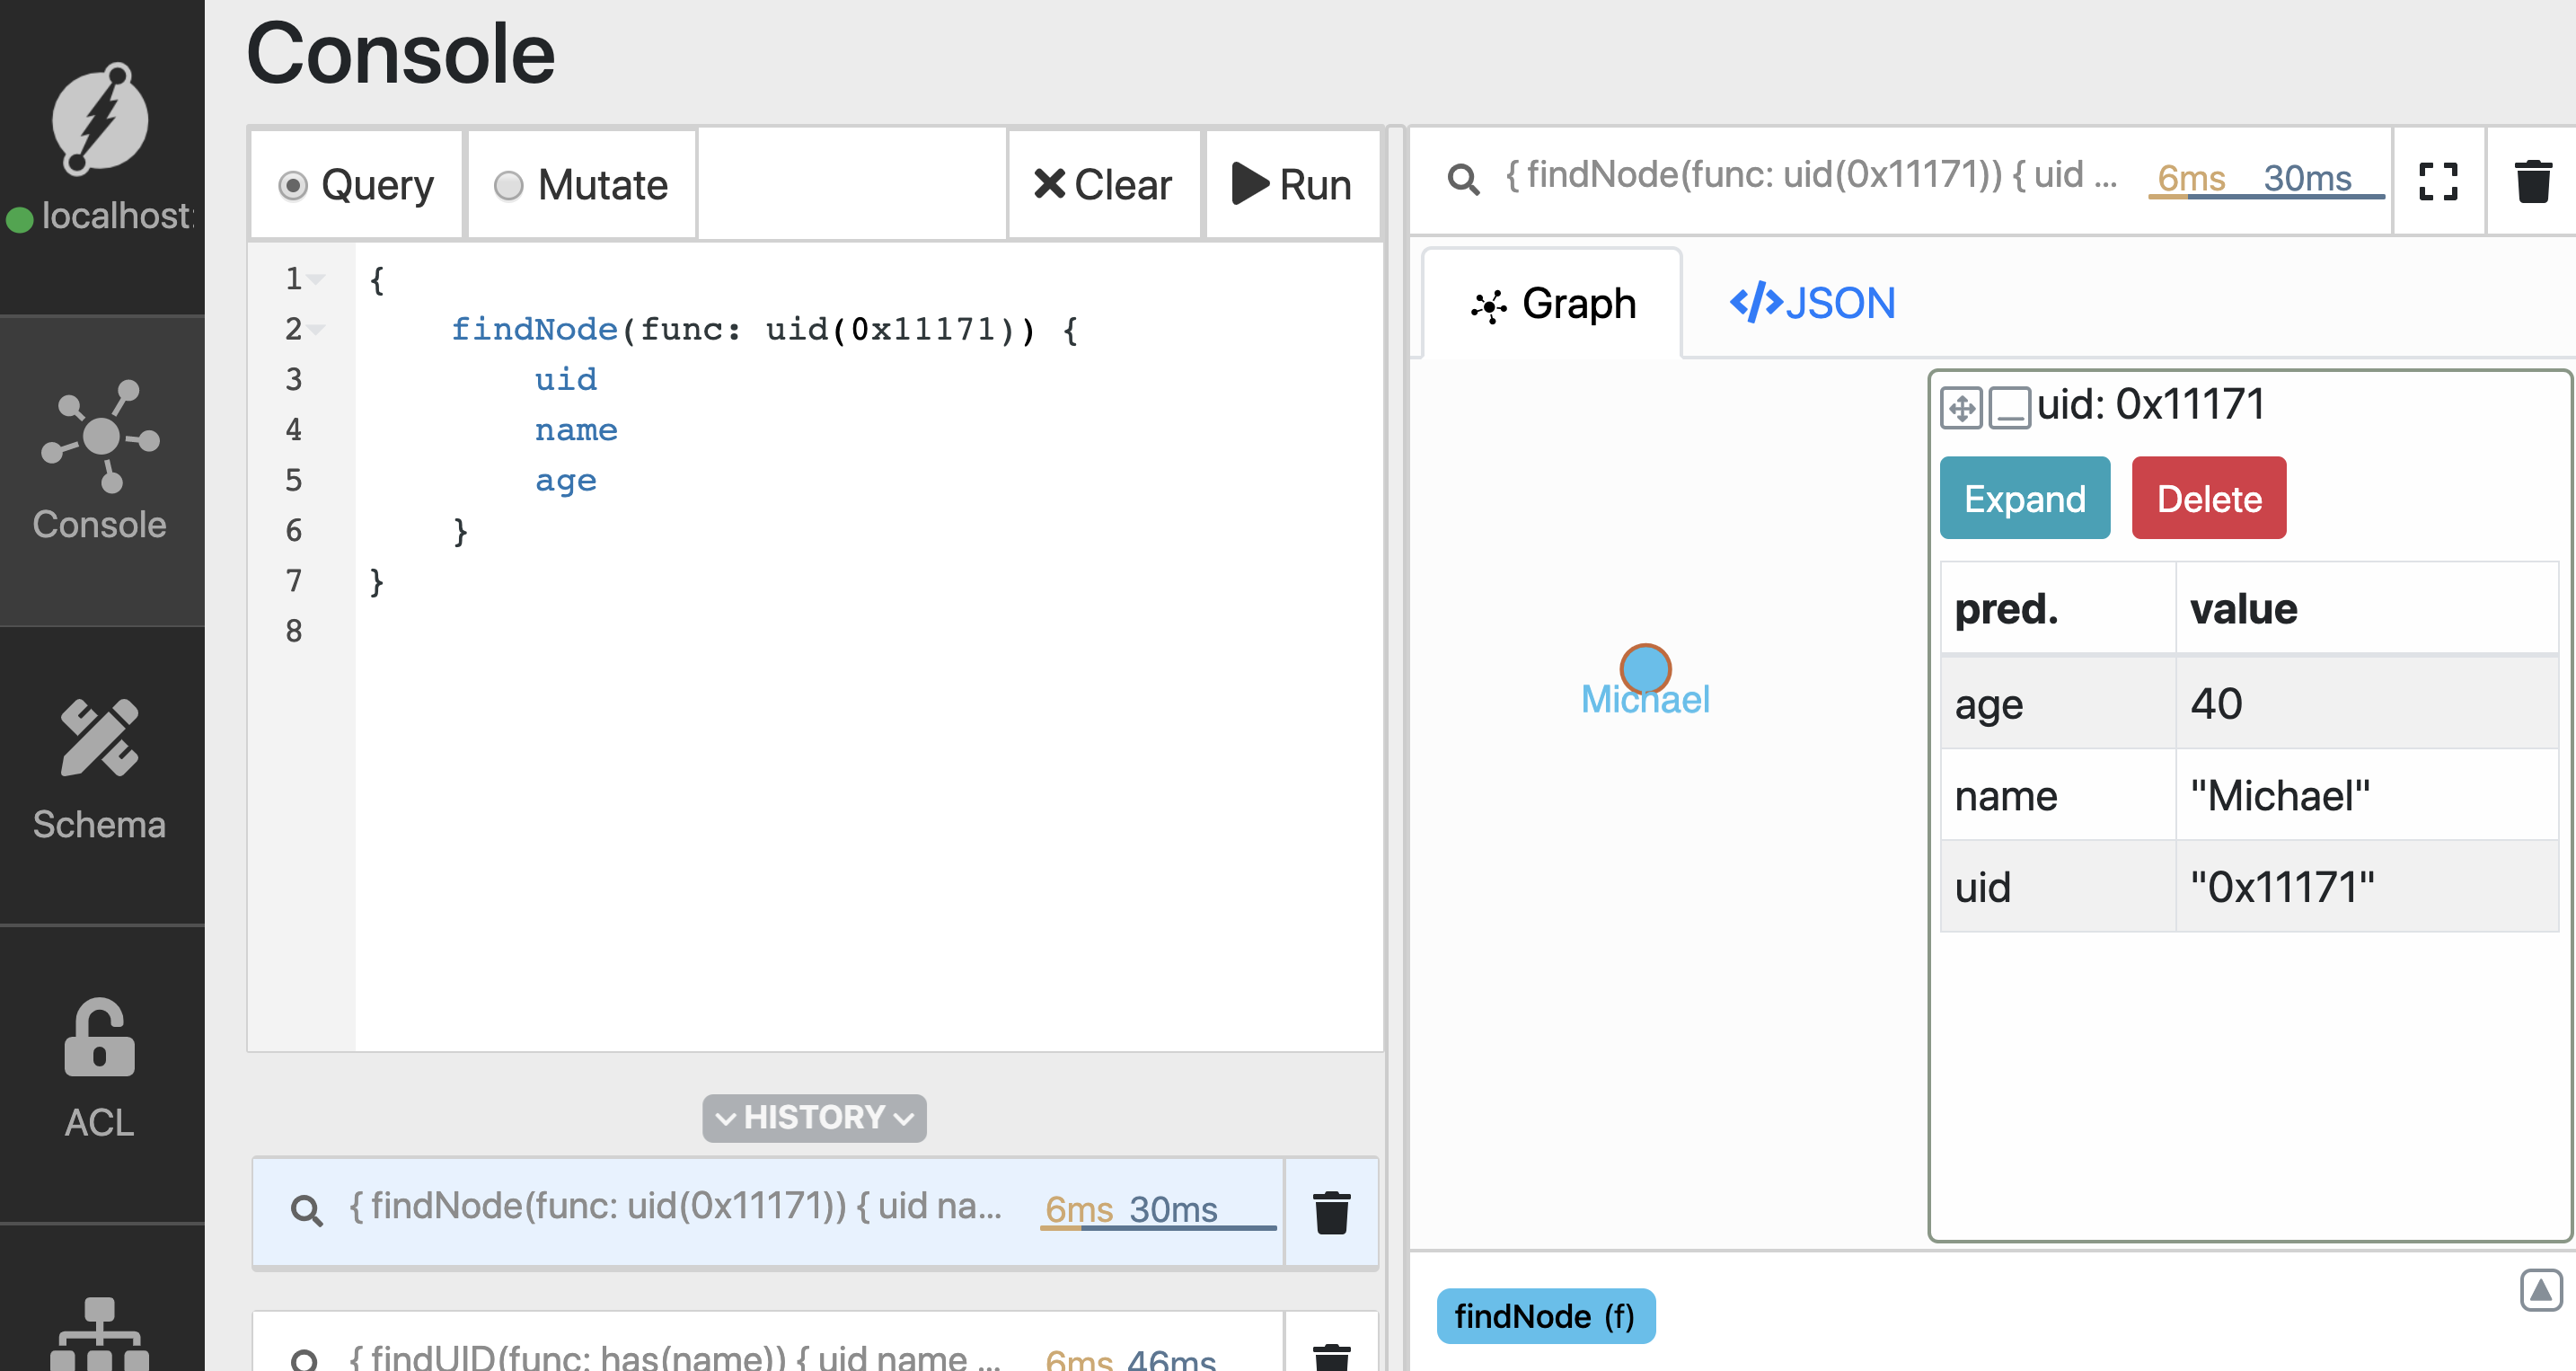 Console
localhost:
Console
Schema
ACL
Query Mutate Clear Run
1 {
2 findNode(func: uid(0x11171)) {
3 uid
4 name
5 age
6 }
7 }
8
HISTORY
{ findNode(func: uid(0x11171)) { uid na... 6ms 30ms
{ findUID(func: has(name)) { uid name ... 6ms 46ms
{ findNode(func: uid(0x11171)) { uid ... 6ms 30ms
Graph </>JSON
Michael
uid: 0x11171
Expand Delete
pred. value
age 40
name "Michael"
uid "0x11171"
findNode (f)